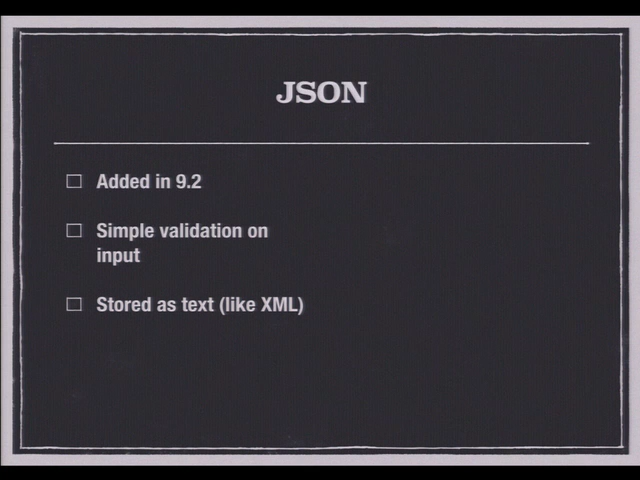 JSON
Added in 9.2
Simple validation on
input
Stored as text (like XML)